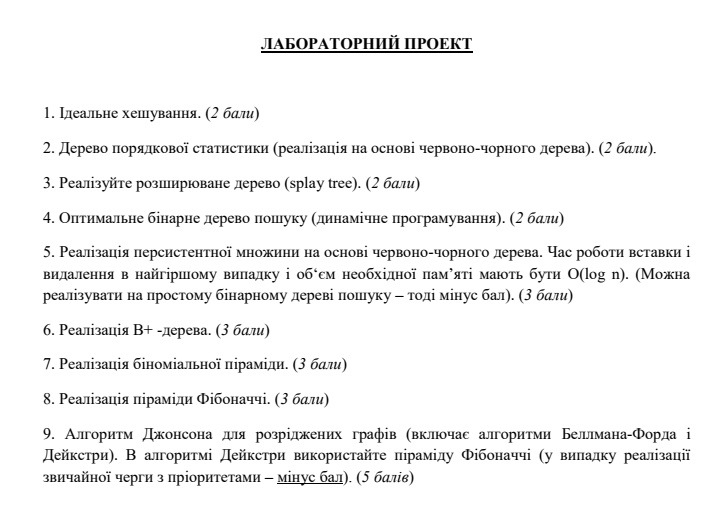 ЛАБОРАТОРНИЙ ПРОЕКТ
1. Ідеальне хешування. (2 бали)
2. Дерево порядкової статистики (реалізація на основі червоно-чорного дерева). (2 бали).
3. Реалізуйте розширюване дерево (splay tree). (2 бали)
4. Оптимальне бінарне дерево пошуку (динамічне програмування). (2 бали)
5. Реалізація персистентної множини на основі червоно-чорного дерева. Час роботи вставки і
видалення в найгіршому випадку і об‘єм необхідної пам’яті мають бути O(log n). (Можна
реалізувати на простому бінарному дереві пошуку – тоді мінус бал). (3 бали)
6. Реалізація B+ -дерева. (3 бали)
7. Реалізація біноміальної піраміди. (3 бали)
8. Реалізація піраміди Фібоначчі. (3 бали)
9. Алгоритм Джонсона для розріджених графів (включає алгоритми Беллмана-Форда і
Дейкстри). В алгоритмі Дейкстри використайте піраміду Фібоначчі (у випадку реалізації
звичайної черги з пріоритетами – мінус бал). (5 балів)